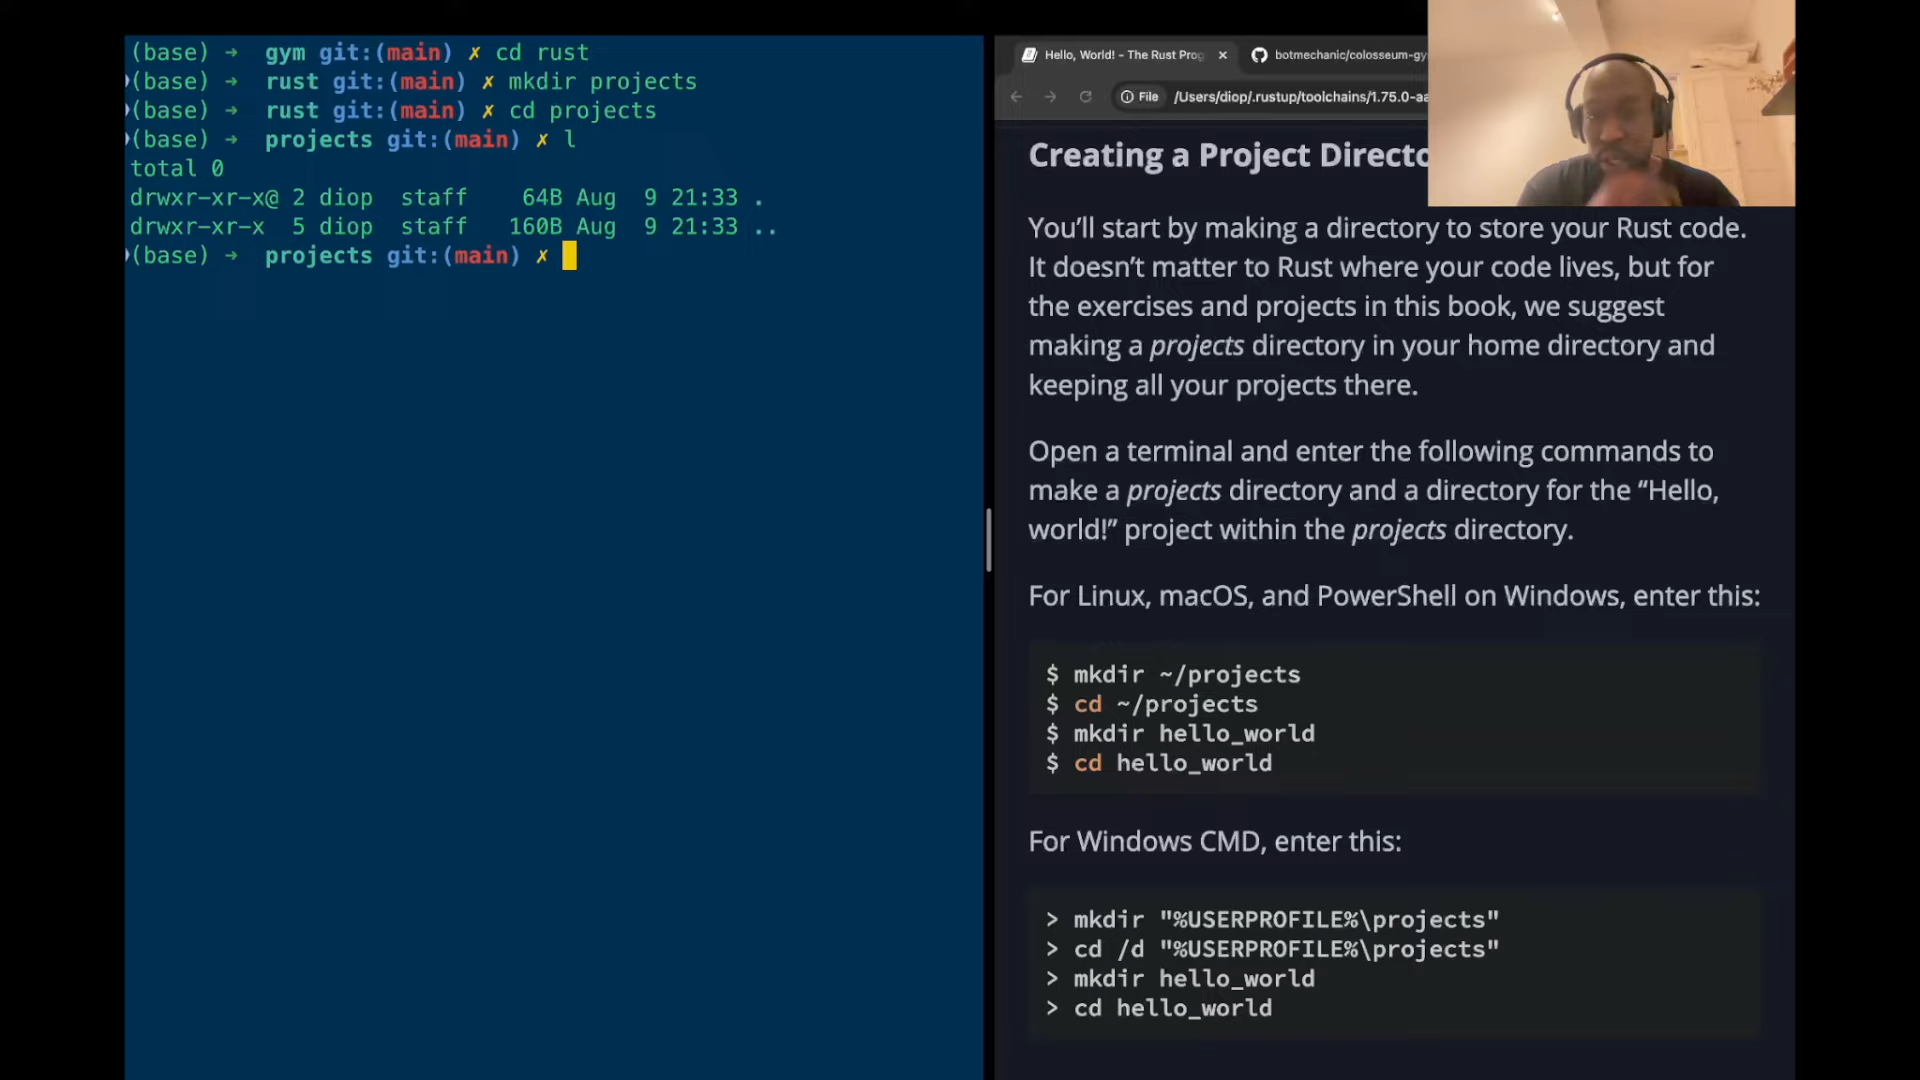 (base) → gym git:(main) ✗ cd rust
(base) → rust git:(main) ✗ mkdir projects
(base) → rust git:(main) ✗ cd projects
(base) → projects git:(main) ✗ l
total 0
drwxr-xr-x@ 2 diop staff 64B Aug 9 21:33 .
drwxr-xr-x 5 diop staff 160B Aug 9 21:33 ..
(base) → projects git:(main) ✗
Hello, World! – The Rust Prog
botmechanic/colosseum-gy
File
/Users/diop/.rustup/toolchains/1.75.0-aa
Creating a Project Directo
You’ll start by making a directory to store your Rust code.
It doesn’t matter to Rust where your code lives, but for
the exercises and projects in this book, we suggest
making a projects directory in your home directory and
keeping all your projects there.
Open a terminal and enter the following commands to
make a projects directory and a directory for the “Hello,
world!” project within the projects directory.
For Linux, macOS, and PowerShell on Windows, enter this:
$ mkdir ~/projects
$ cd ~/projects
$ mkdir hello_world
$ cd hello_world
For Windows CMD, enter this:
> mkdir "%USERPROFILE%\projects"
> cd /d "%USERPROFILE%\projects"
> mkdir hello_world
> cd hello_world